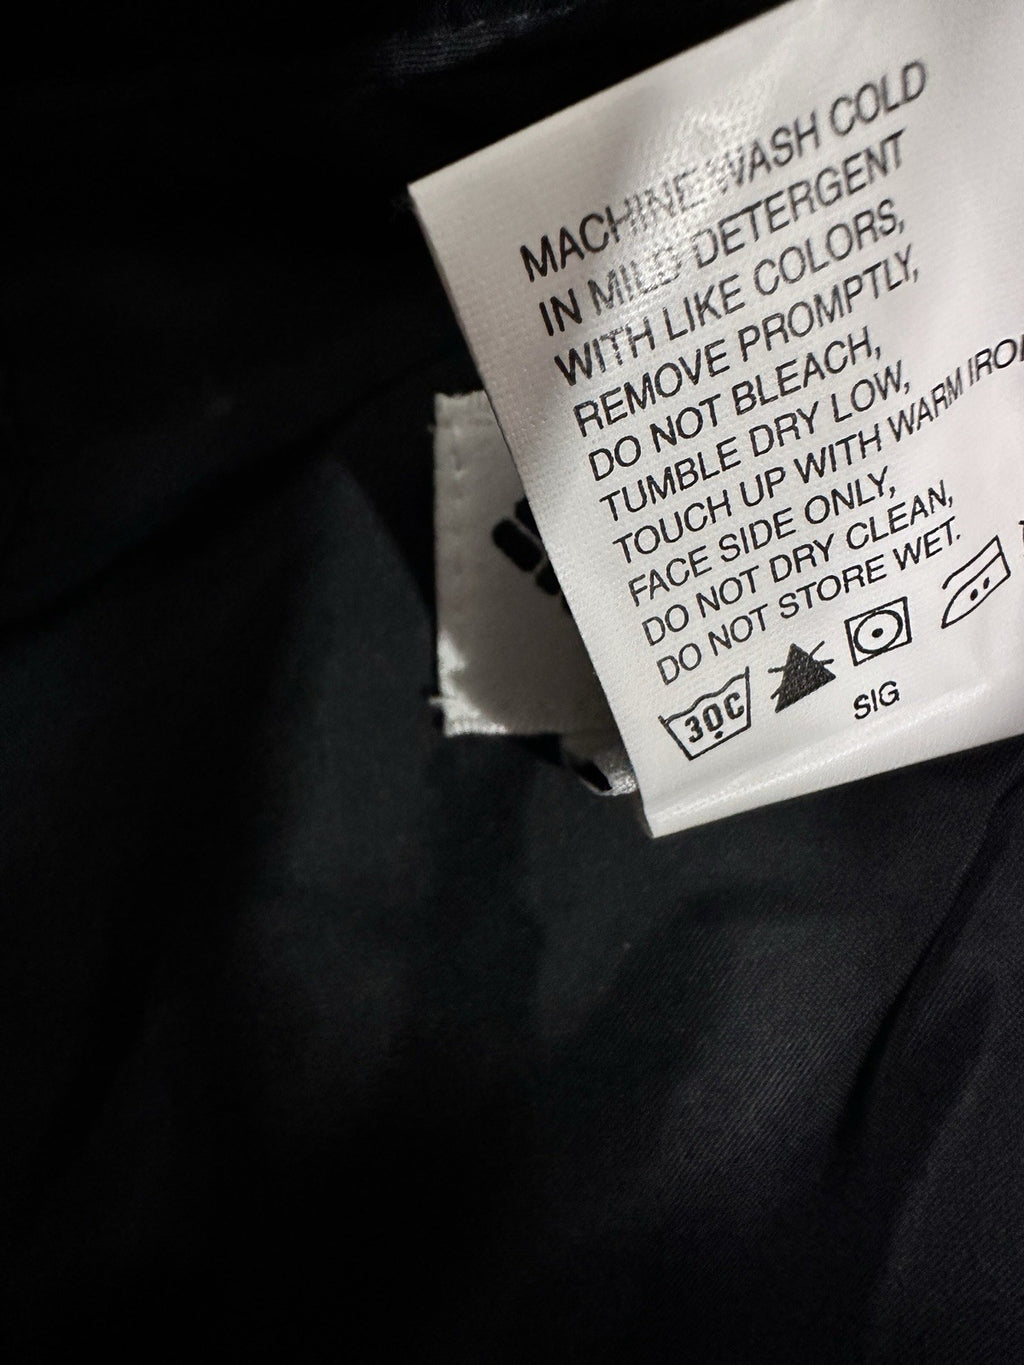 MACHINE WASH COLD
IN MILD DETERGENT
WITH LIKE COLORS,
REMOVE PROMPTLY,
DO NOT BLEACH,
TUMBLE DRY LOW,
TOUCH UP WITH WARM IRON
FACE SIDE ONLY,
DO NOT DRY CLEAN,
DO NOT STORE WET.
30C
SIG